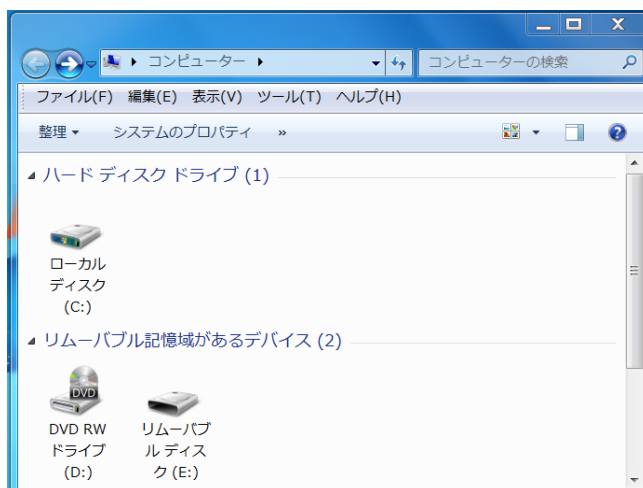 コンピューター
コンピューターの検索
ファイル(F) 編集(E) 表示(V) ツール(T) ヘルプ(H)
整理 システムのプロパティ »
ハード ディスク ドライブ (1)
ローカル
ディスク
(C:)
リムーバブル記憶域があるデバイス (2)
DVD
DVD RW
ドライブ
(D:)
リムーバブ
ル ディス
ク (E:)